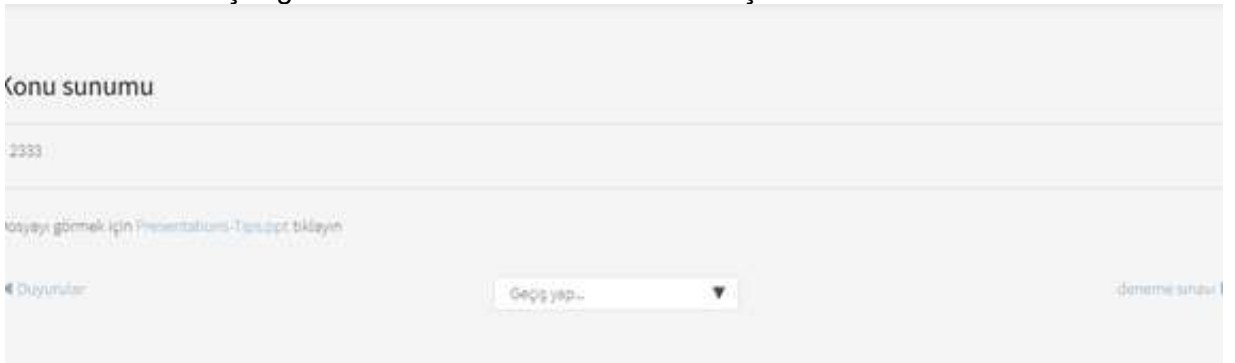 Konu sunumu
2333
Dosyayı görmek için Presentations-Tips.ppt tıklayın
◄ Duyurular
Geçiş yap... ▼
deneme sınavı